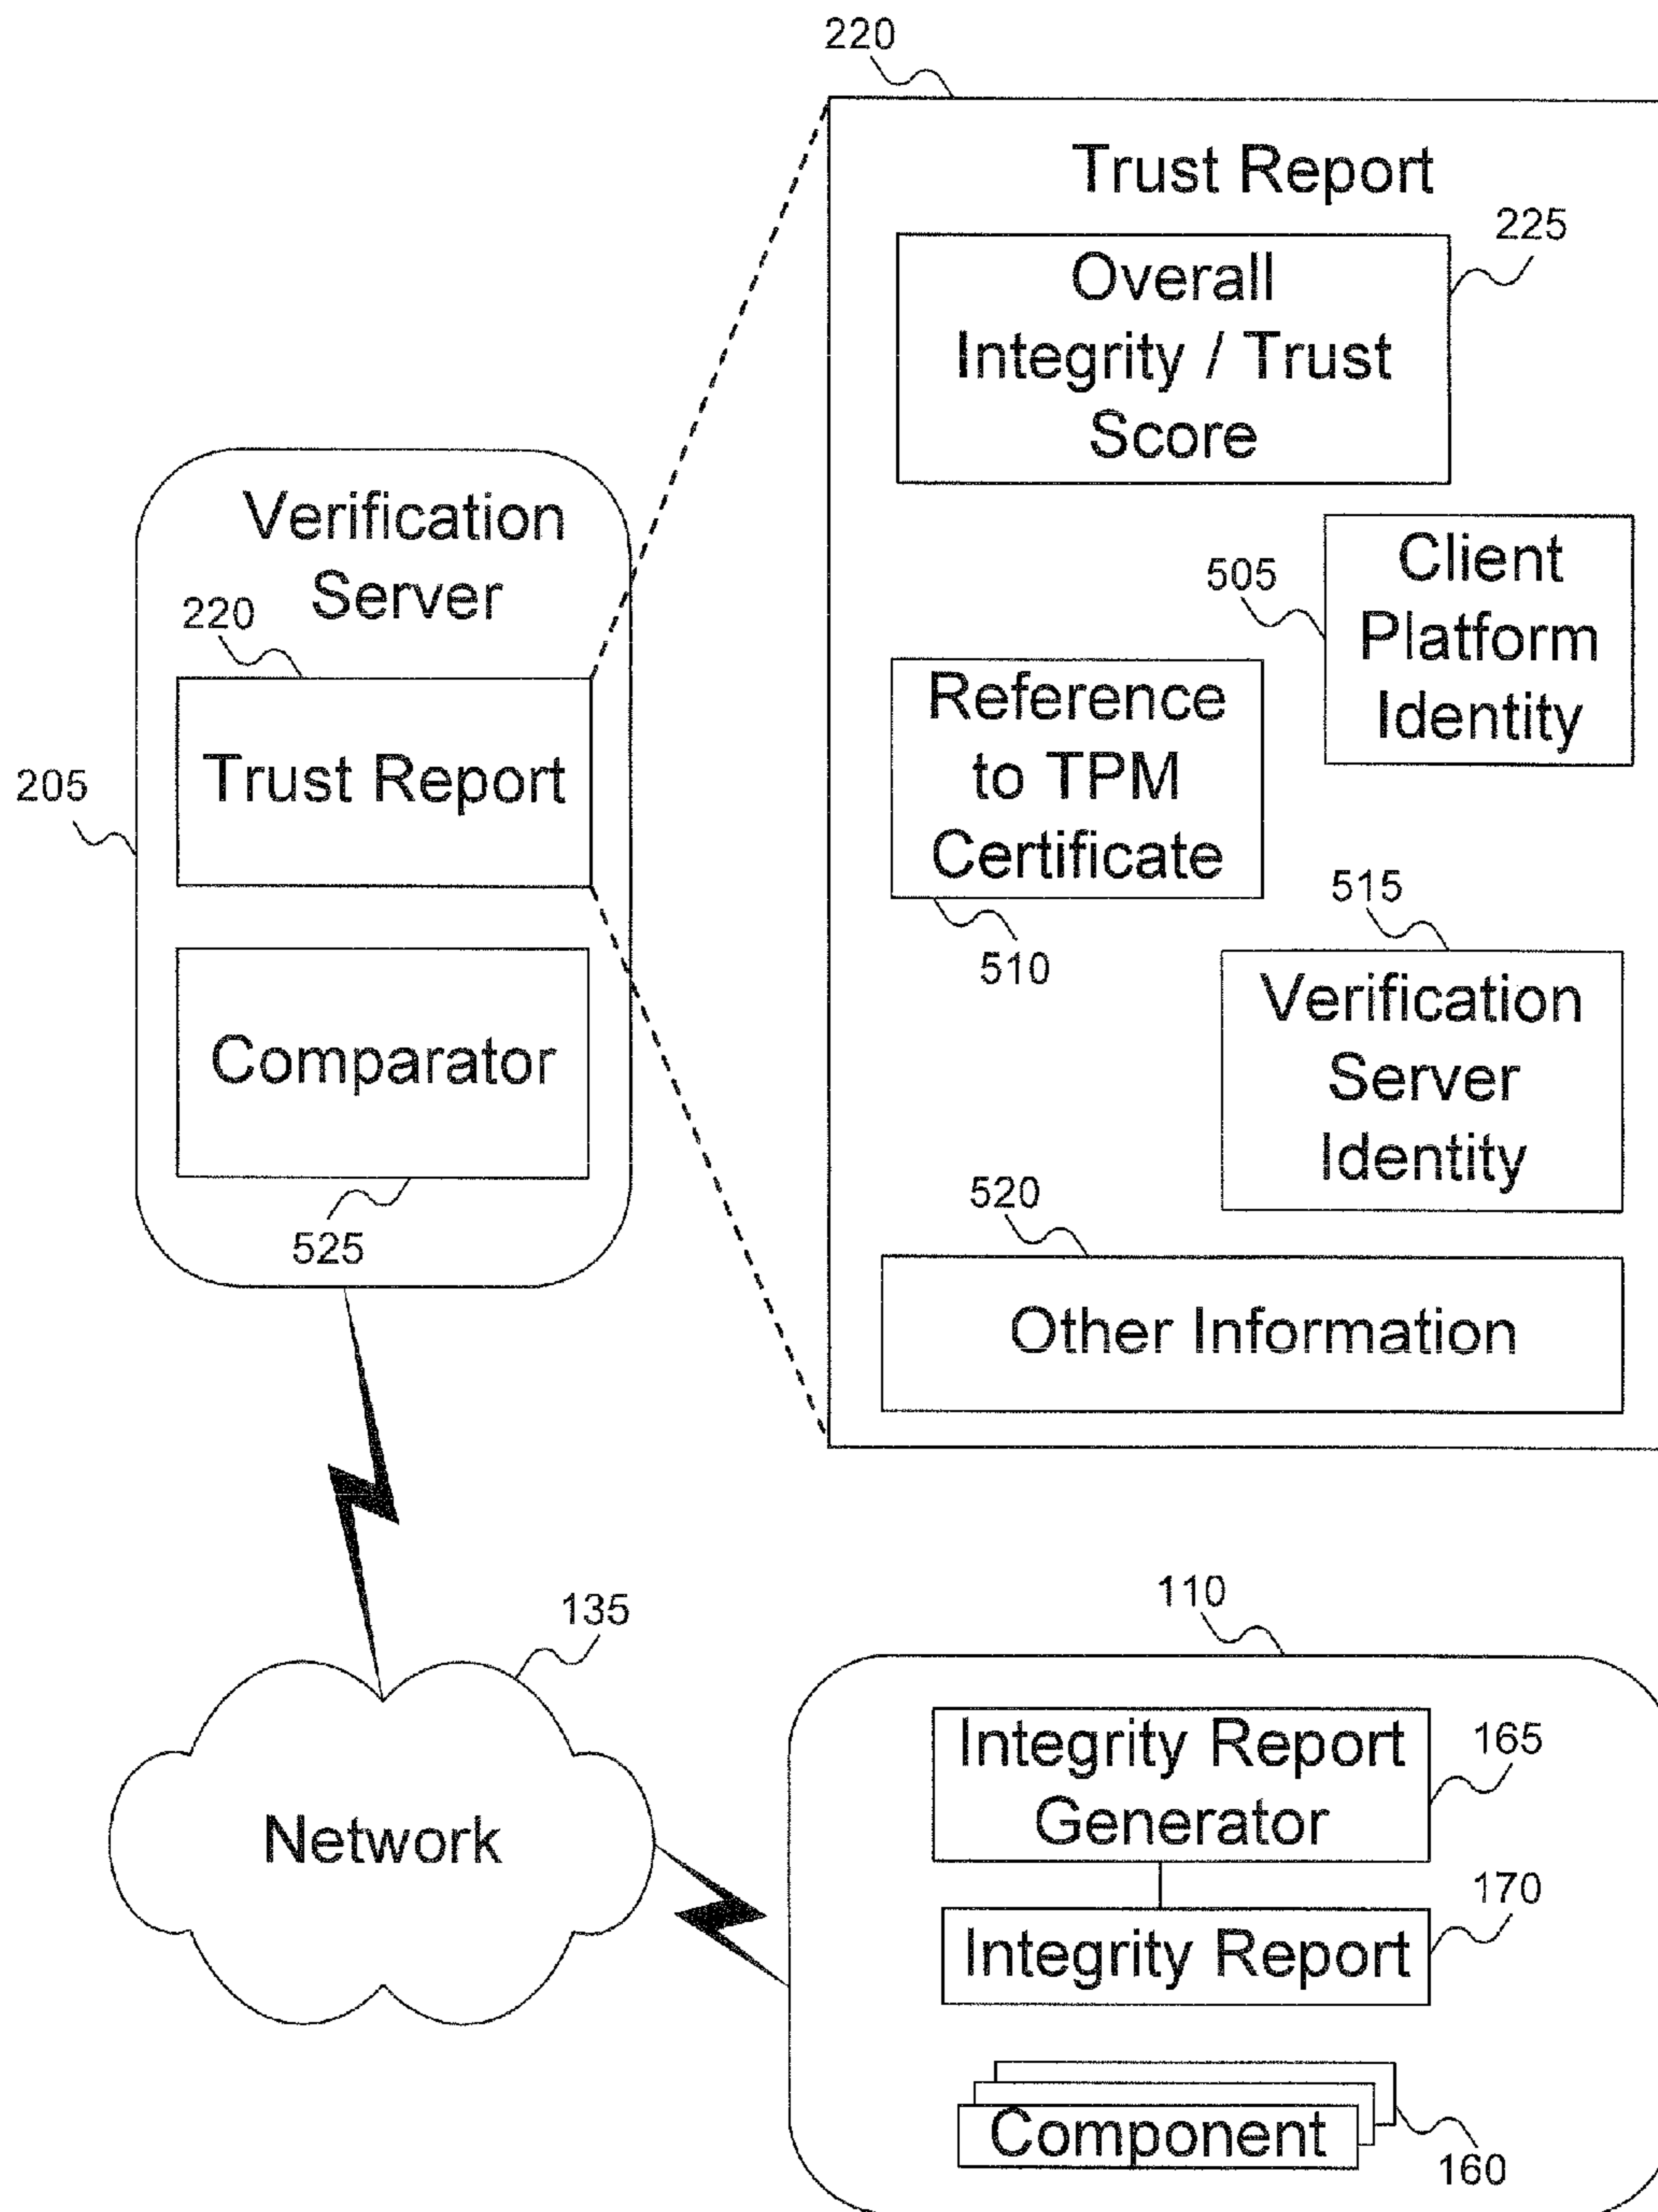 220
Trust Report
225
Overall
Integrity / Trust
Score
505
Client
Platform
Identity
Reference
to TPM
Certificate
510
515
Verification
Server
Identity
520
Other Information
Verification
Server
220
Trust Report
205
Comparator
525
135
Network
110
Integrity Report
Generator
165
170
Integrity Report
Component
160